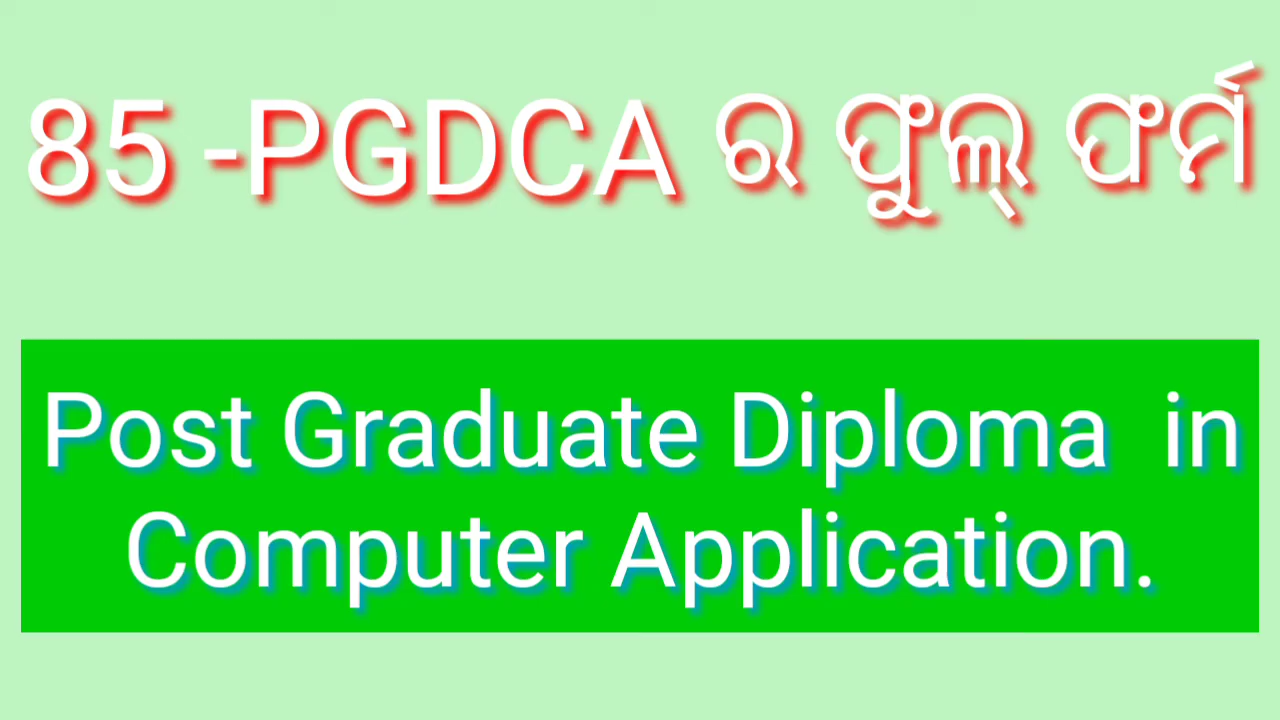 85 -PGDCA ର ଫୁଲ୍ ଫର୍ମ
Post Graduate Diploma in
Computer Application.